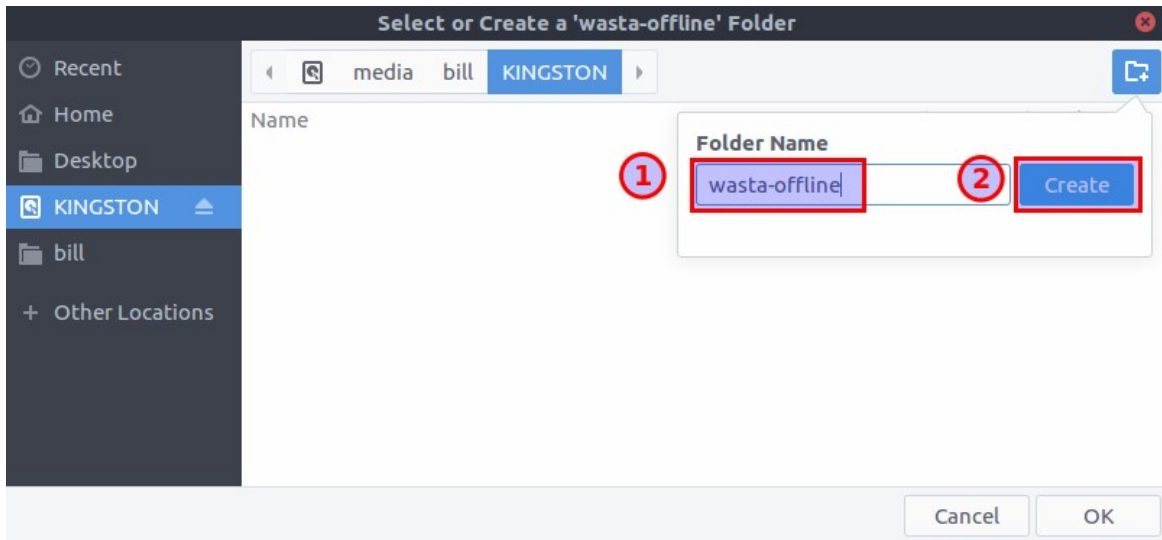 Select or Create a 'wasta-offline' Folder
Recent
Home
Desktop
KINGSTON
bill
+ Other Locations
media bill KINGSTON
Name
Folder Name
1 wasta-offline 2 Create
Cancel OK